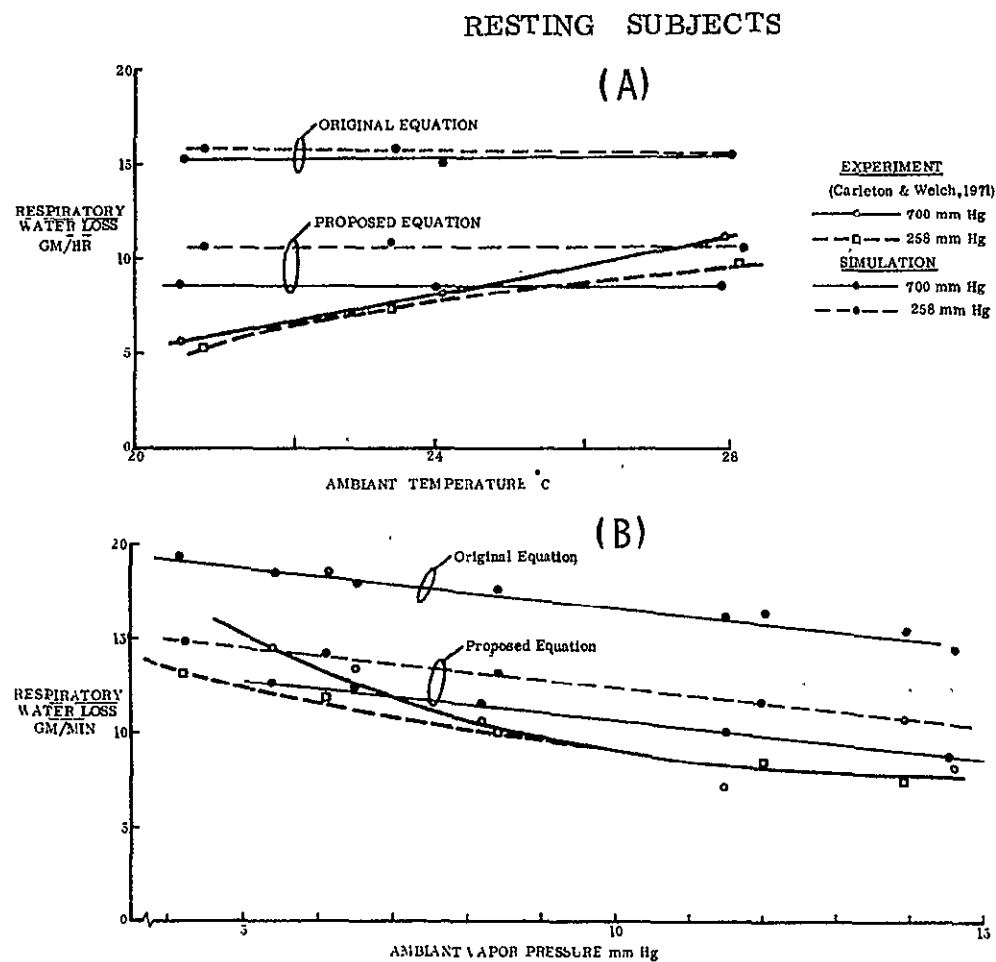 RESTING SUBJECTS
(A)
20
15
10
5
0
RESPIRATORY
WATER LOSS
GM/HR
ORIGINAL EQUATION
PROPOSED EQUATION
20
24
28
AMBIANT TEMPERATURE °C
EXPERIMENT
(Carleton & Welch, 1971)
700 mm Hg
258 mm Hg
SIMULATION
700 mm Hg
258 mm Hg
(B)
20
15
10
5
0
RESPIRATORY
WATER LOSS
GM/MIN
Original Equation
Proposed Equation
5
10
15
AMBIANT VAPOR PRESSURE mm Hg